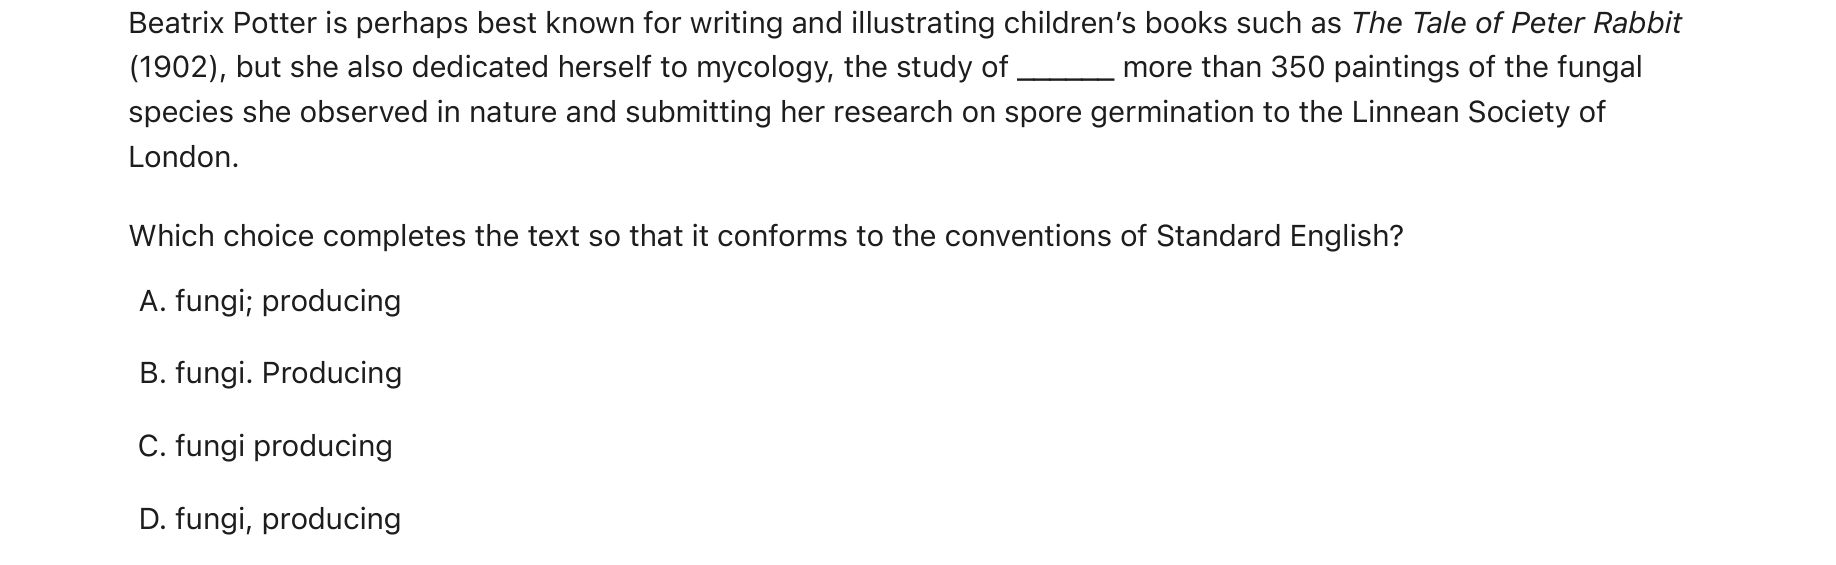 Beatrix Potter is perhaps best known for writing and illustrating children’s books such as The Tale of Peter Rabbit
(1902), but she also dedicated herself to mycology, the study of ______ more than 350 paintings of the fungal
species she observed in nature and submitting her research on spore germination to the Linnean Society of
London.
Which choice completes the text so that it conforms to the conventions of Standard English?
A. fungi; producing
B. fungi. Producing
C. fungi producing
D. fungi, producing